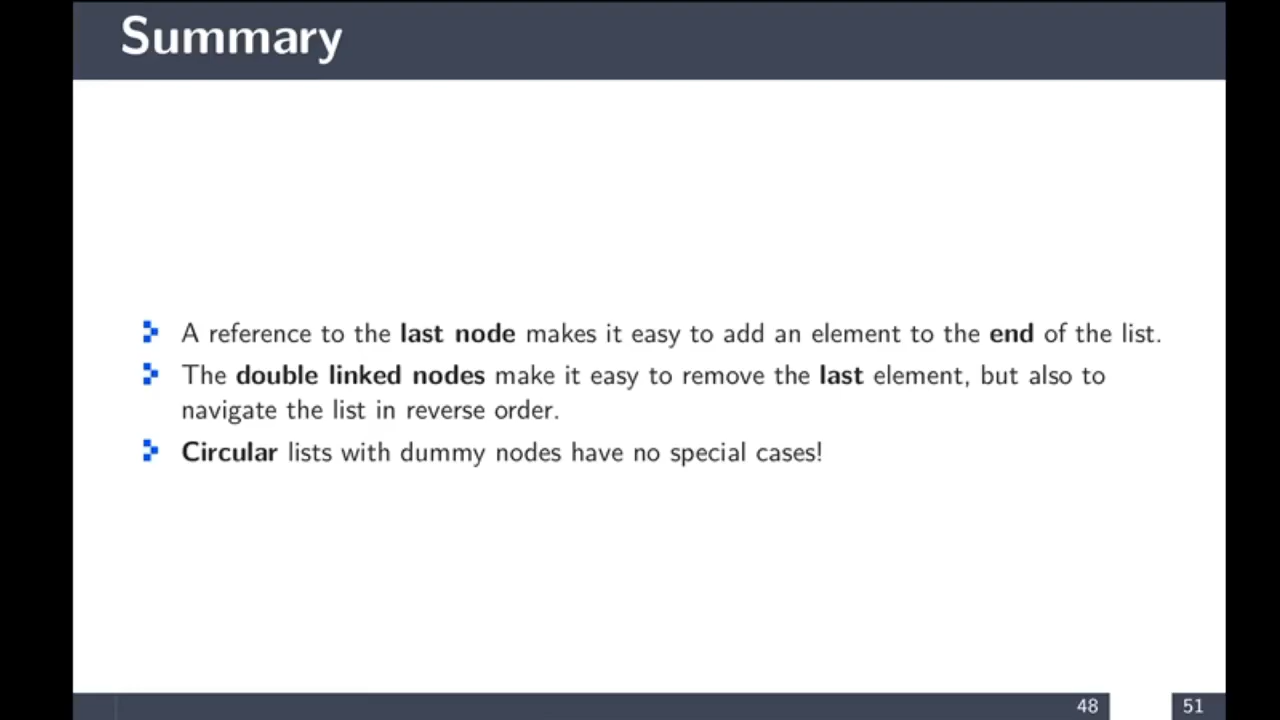 Summary
A reference to the last node makes it easy to add an element to the end of the list.
The double linked nodes make it easy to remove the last element, but also to
navigate the list in reverse order.
Circular lists with dummy nodes have no special cases!
48
51